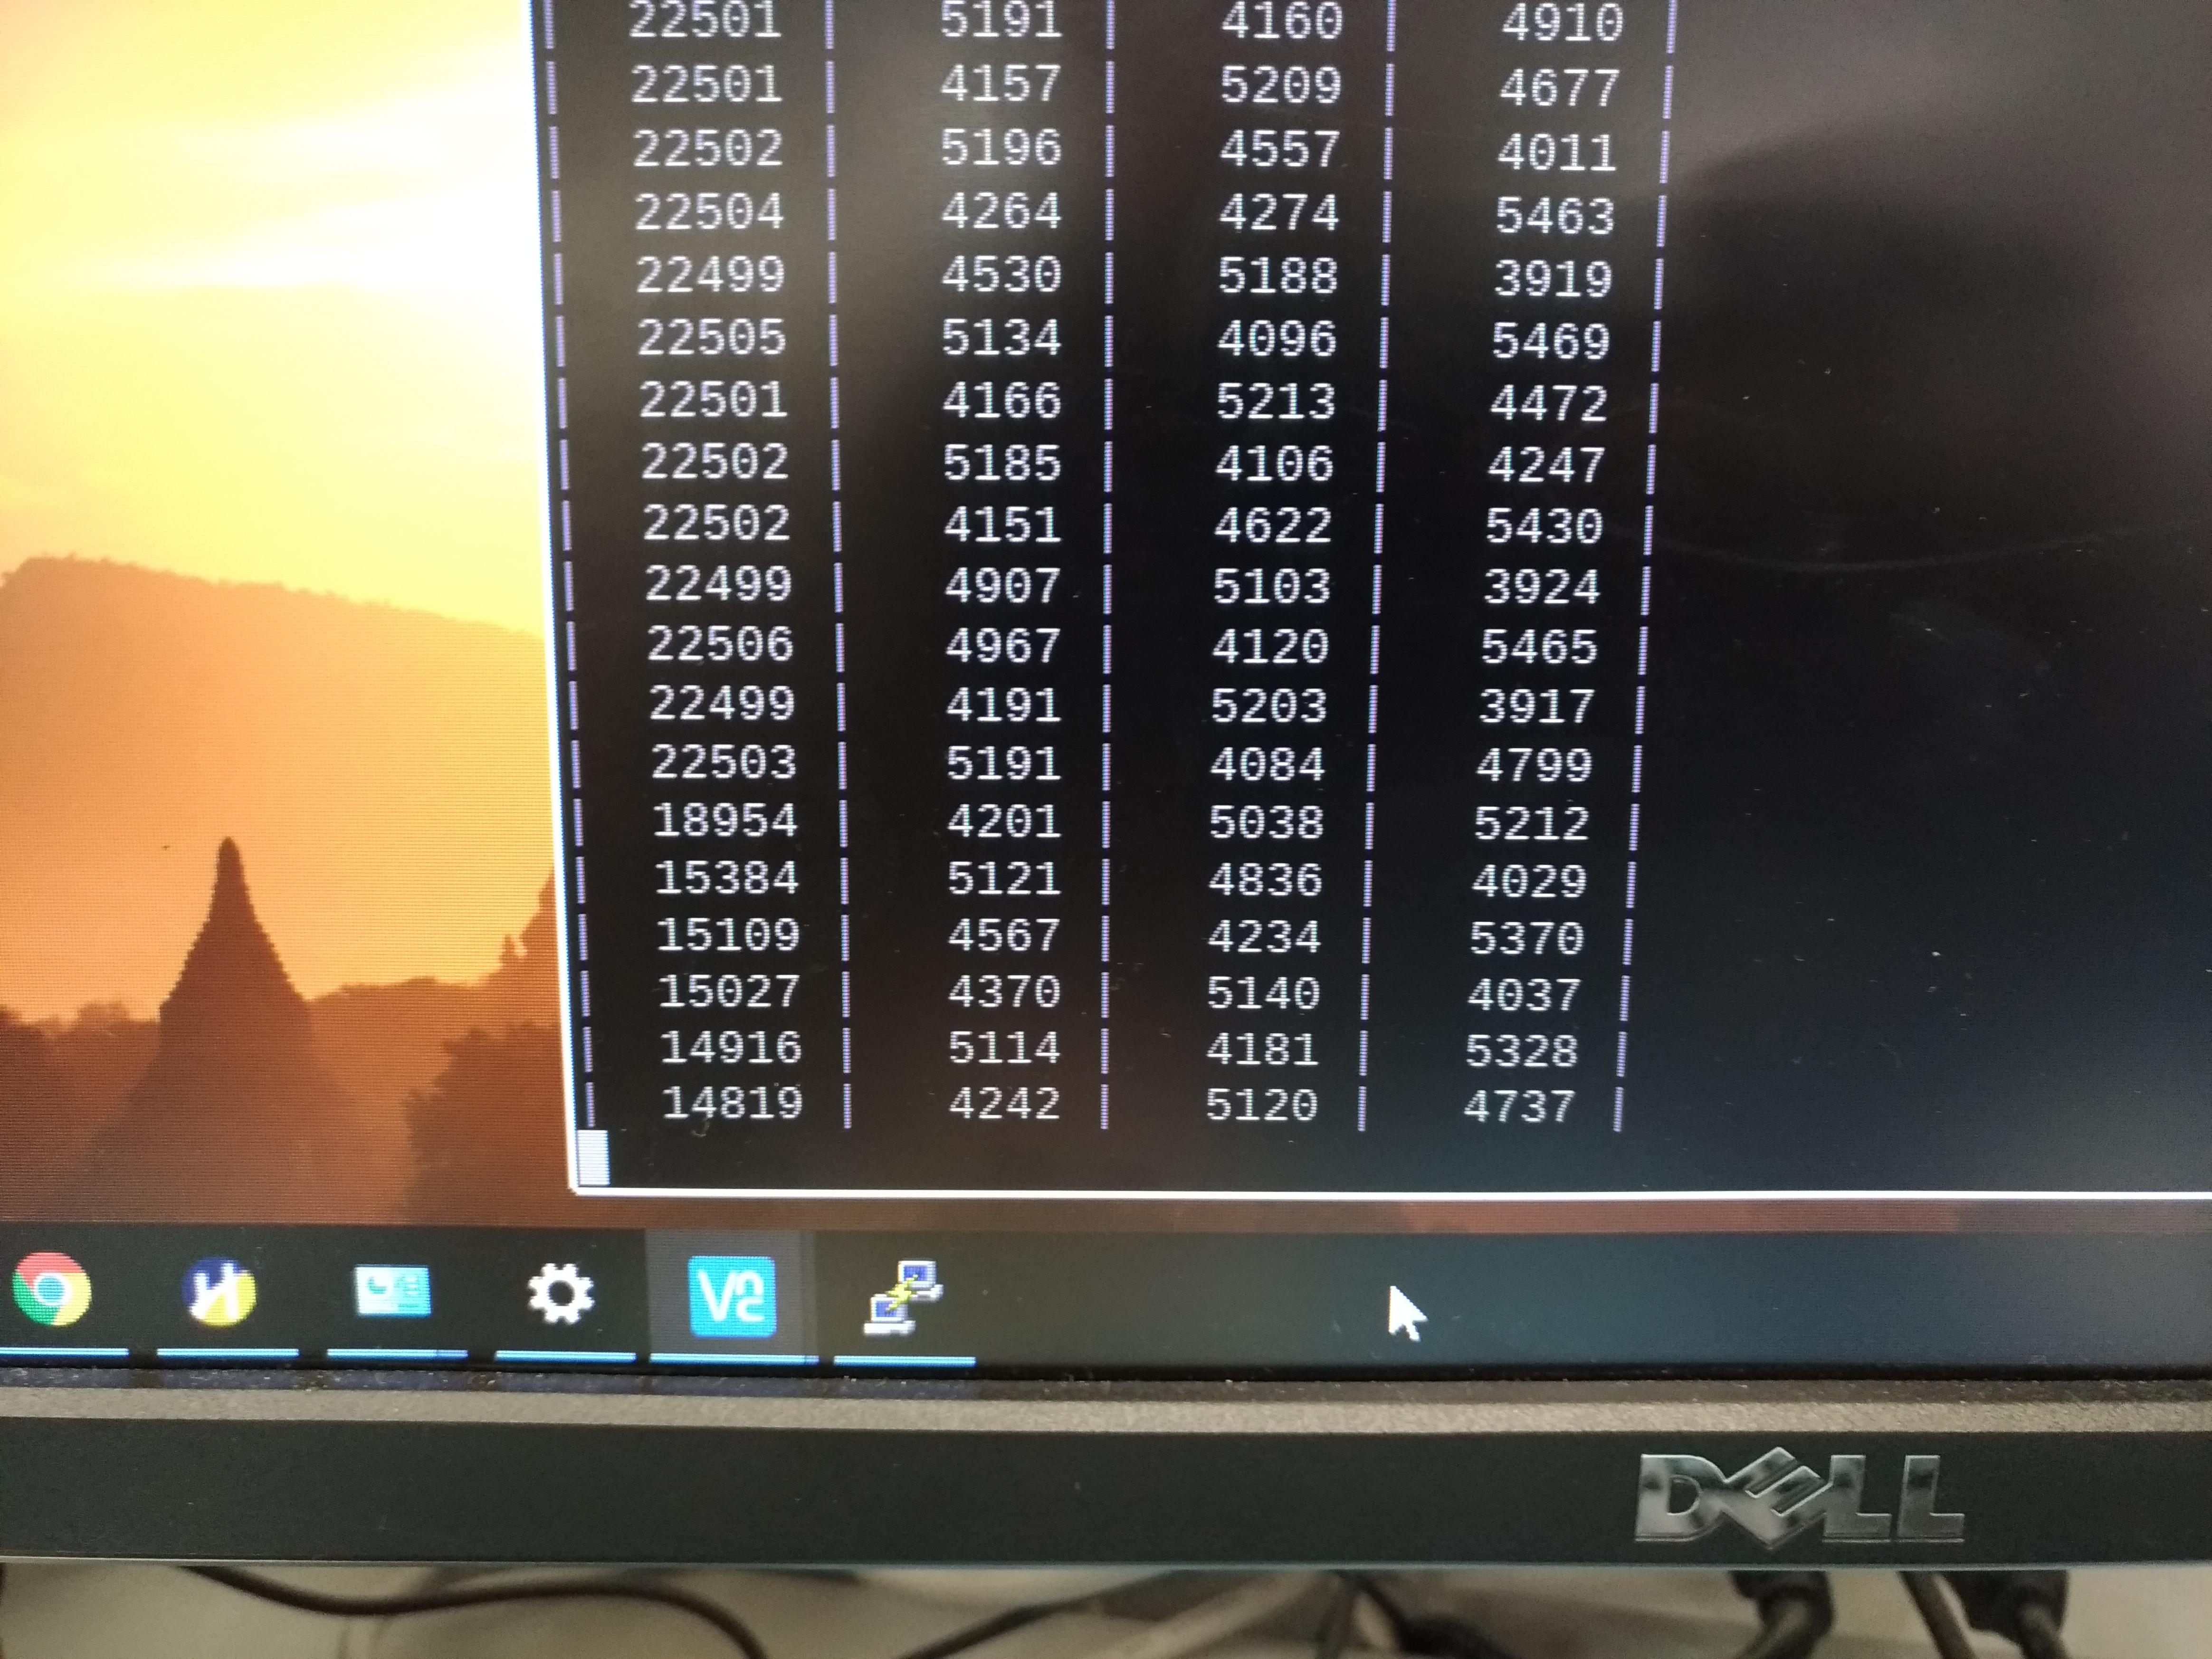 | 22501 | 5191 | 4160 | 4910 |
| 22501 | 4157 | 5209 | 4677 |
| 22502 | 5196 | 4557 | 4011 |
| 22504 | 4264 | 4274 | 5463 |
| 22499 | 4530 | 5188 | 3919 |
| 22505 | 5134 | 4096 | 5469 |
| 22501 | 4166 | 5213 | 4472 |
| 22502 | 5185 | 4106 | 4247 |
| 22502 | 4151 | 4622 | 5430 |
| 22499 | 4907 | 5103 | 3924 |
| 22506 | 4967 | 4120 | 5465 |
| 22499 | 4191 | 5203 | 3917 |
| 22503 | 5191 | 4084 | 4799 |
| 18954 | 4201 | 5038 | 5212 |
| 15384 | 5121 | 4836 | 4029 |
| 15109 | 4567 | 4234 | 5370 |
| 15027 | 4370 | 5140 | 4037 |
| 14916 | 5114 | 4181 | 5328 |
| 14819 | 4242 | 5120 | 4737 |
Vnc
DELL